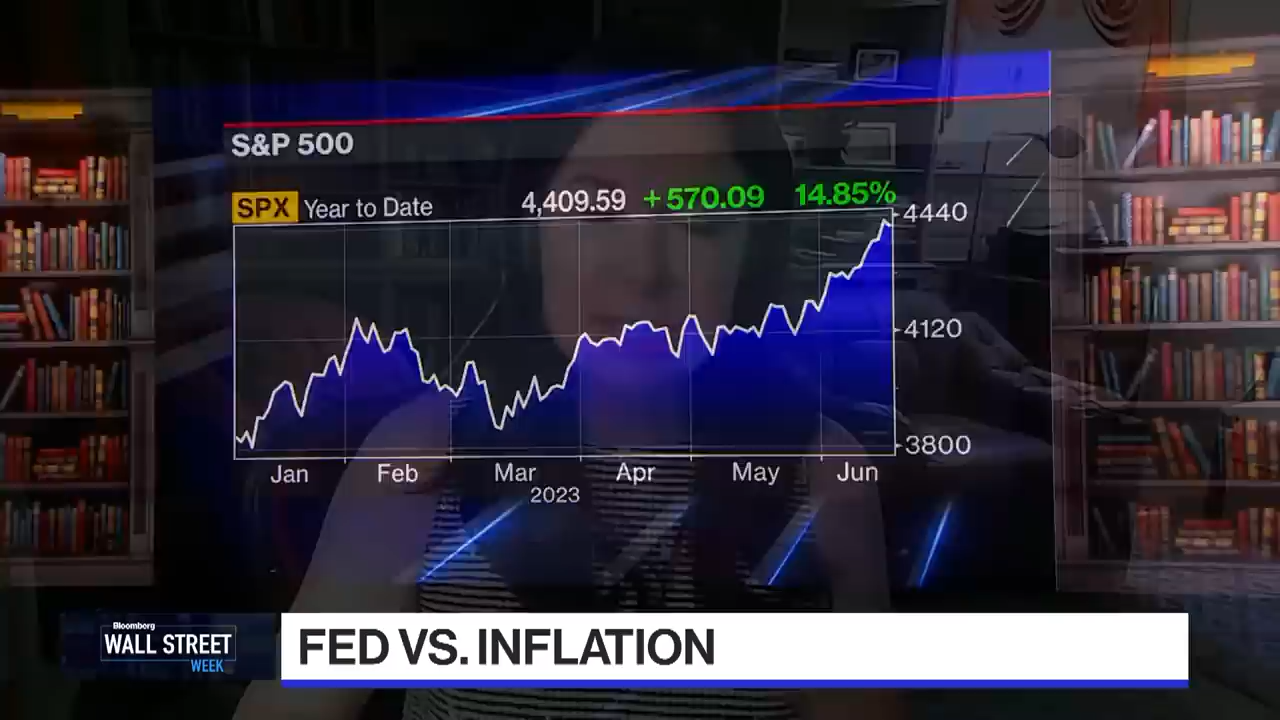 S&P 500
SPX Year to Date 4,409.59 +570.09 14.85%
4440
4120
3800
Jan Feb Mar Apr May Jun
2023
Bloomberg
WALL STREET
WEEK
FED VS. INFLATION